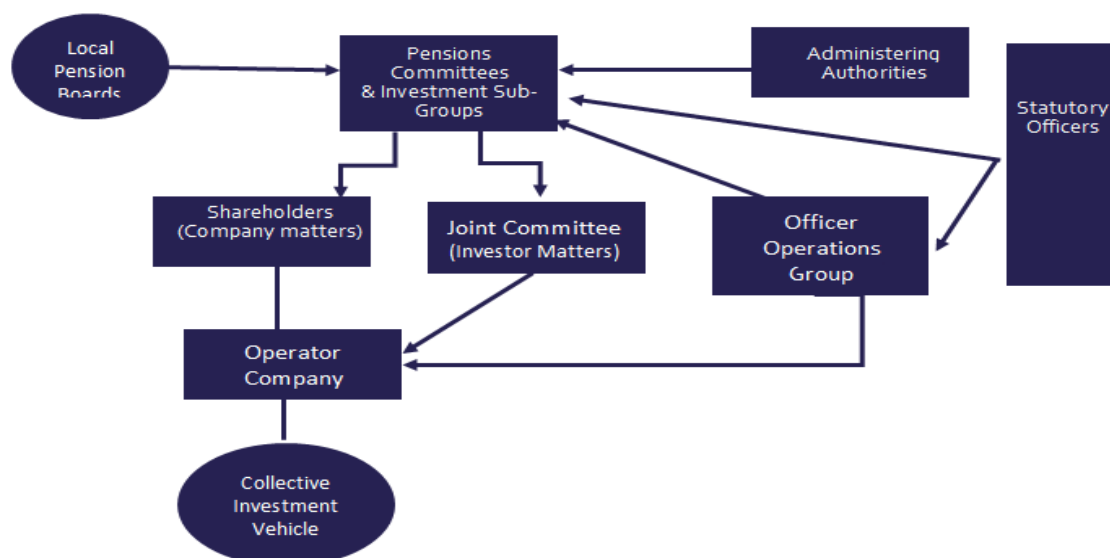 Local
Pension
Boards
Pensions
Committees
& Investment Sub-
Groups
Administering
Authorities
Statutory
Officers
Shareholders
(Company matters)
Joint Committee
(Investor Matters)
Officer
Operations
Group
Operator
Company
Collective
Investment
Vehicle